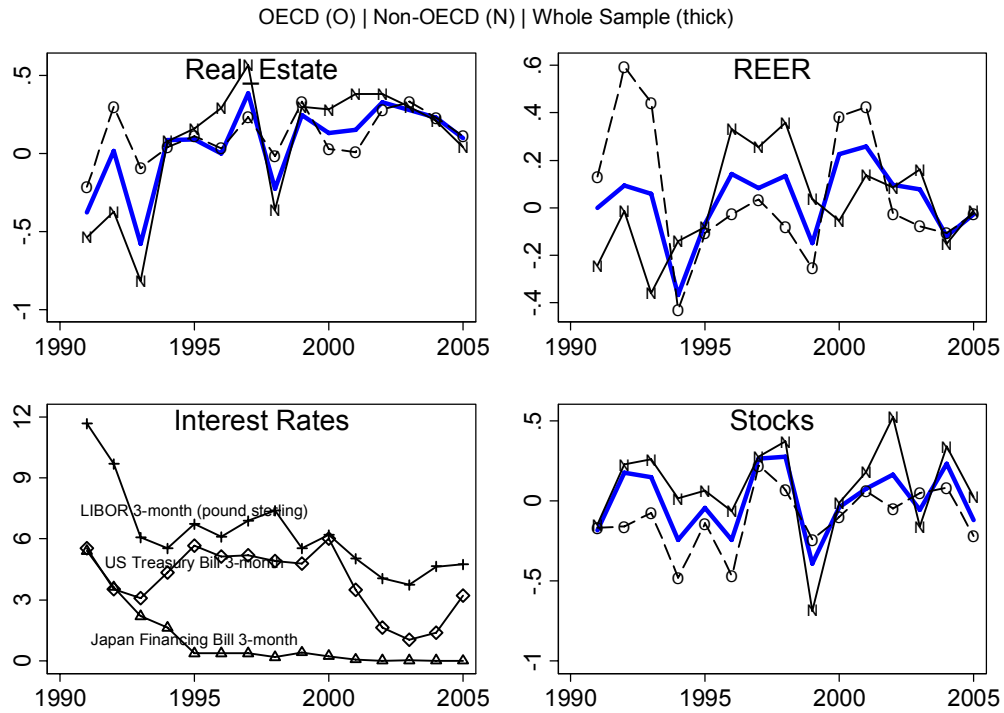 OECD (O) | Non-OECD (N) | Whole Sample (thick)
Real Estate
.5
0
-.5
-1
1990 1995 2000 2005
REER
.6
.4
.2
0
-.2
-.4
1990 1995 2000 2005
Interest Rates
12
9
6
3
0
LIBOR 3-month (pound sterling)
US Treasury Bill 3-month
Japan Financing Bill 3-month
1990 1995 2000 2005
Stocks
.5
0
-.5
-1
1990 1995 2000 2005